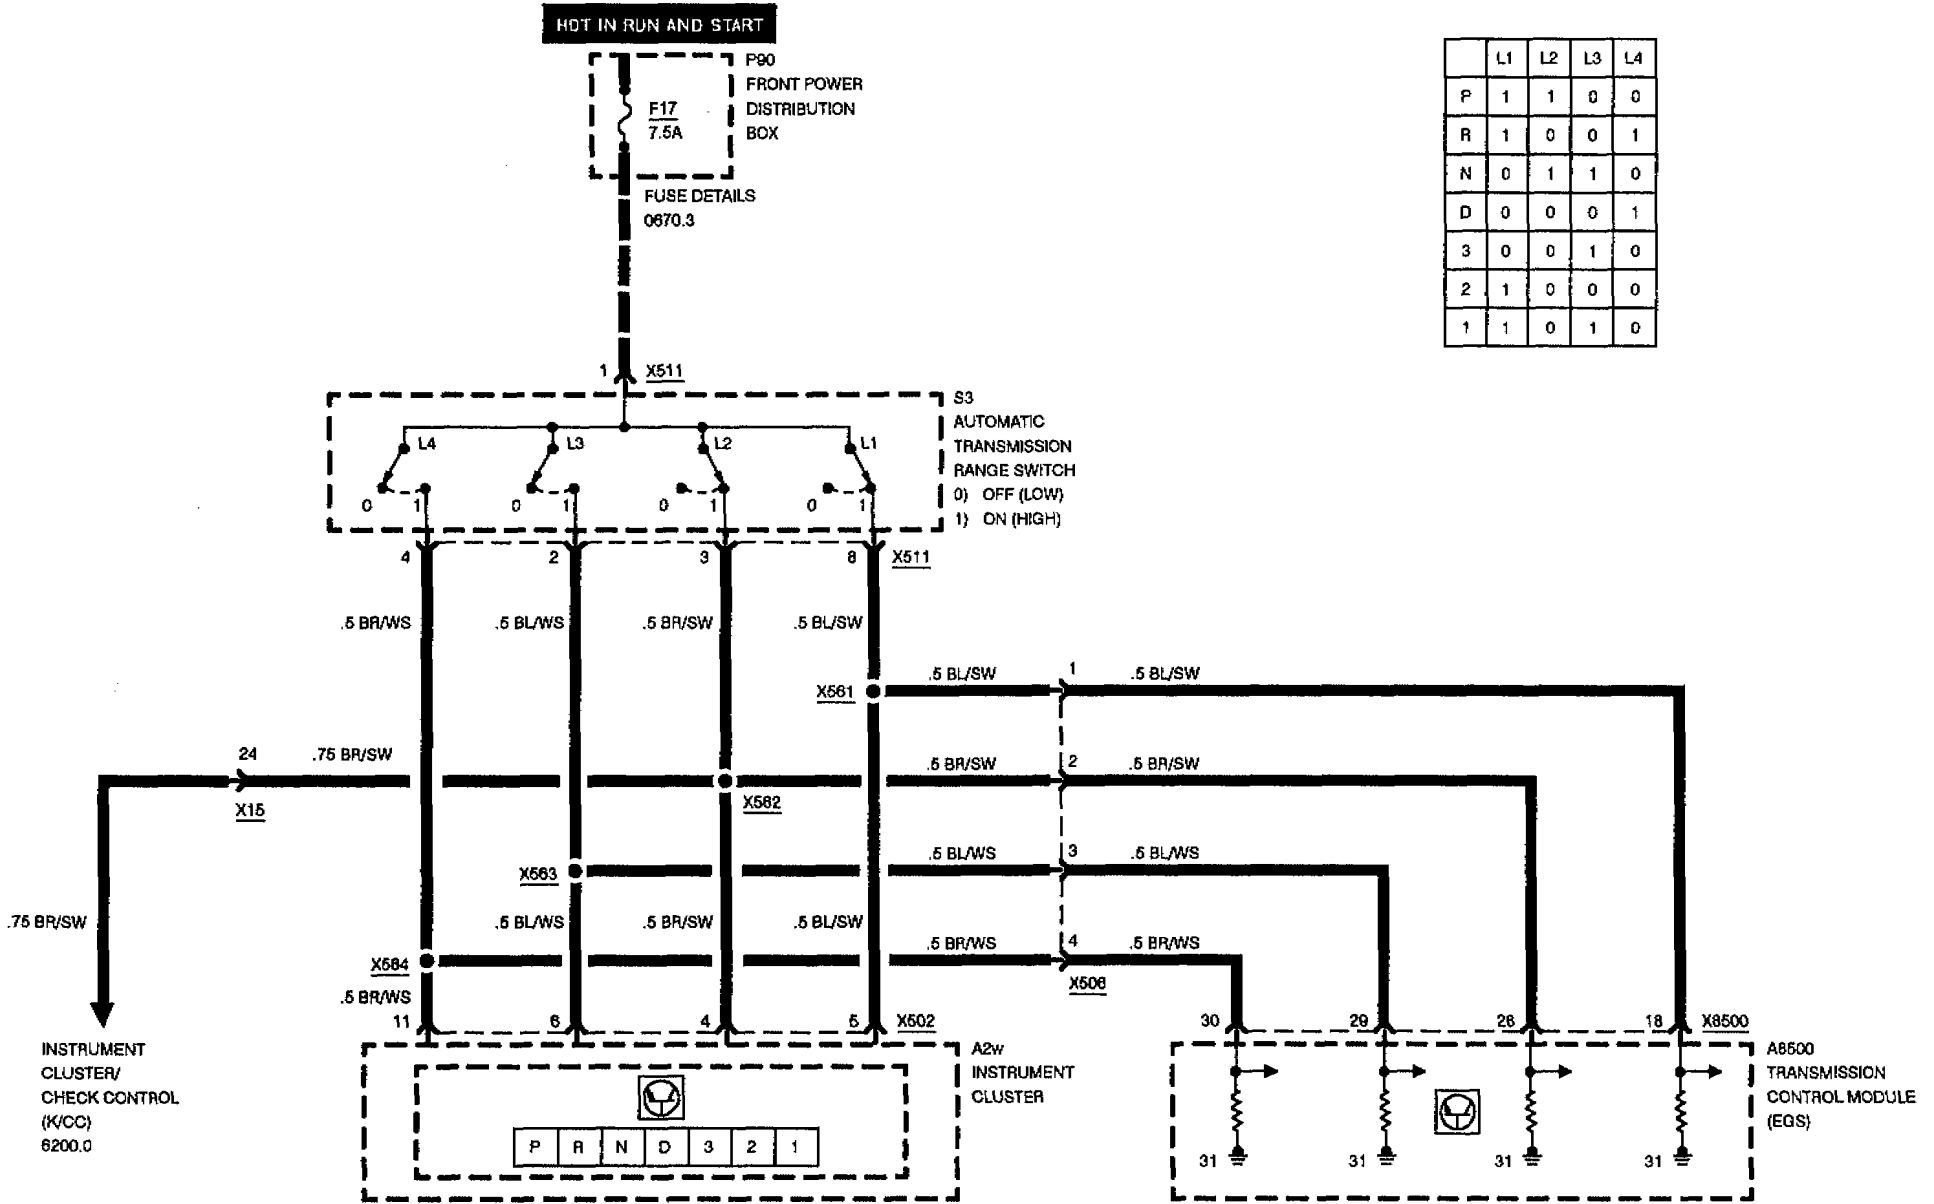 HOT IN RUN AND START
P90
FRONT POWER
DISTRIBUTION
BOX
F17
7.5A
FUSE DETAILS
0670.3
L1 L2 L3 L4
P 1 1 0 0
R 1 0 0 1
N 0 1 1 0
D 0 0 0 1
3 0 0 1 0
2 1 0 0 0
1 1 0 1 0
1 X511
S3
AUTOMATIC
TRANSMISSION
RANGE SWITCH
0) OFF (LOW)
1) ON (HIGH)
L4 L3 L2 L1
0 1 0 1 0 1 0 1
4 2 3 8 X511
.5 BR/WS .5 BL/WS .5 BR/SW .5 BL/SW
X561 .5 BL/SW 1 .5 BL/SW
24 .75 BR/SW .5 BR/SW 2 .5 BR/SW
X15 X562
X563 .5 BL/WS 3 .5 BL/WS
.75 BR/SW .5 BL/WS .5 BR/SW .5 BL/SW
X564 .5 BR/WS 4 .5 BR/WS
X506
.5 BR/WS
11 6 4 5 X502
30 29 26 18 X8500
INSTRUMENT
CLUSTER/
CHECK CONTROL
(K/CC)
6200.0
A2w
INSTRUMENT
CLUSTER
P R N D 3 2 1
A8500
TRANSMISSION
CONTROL MODULE
(EGS)
31 31 31 31